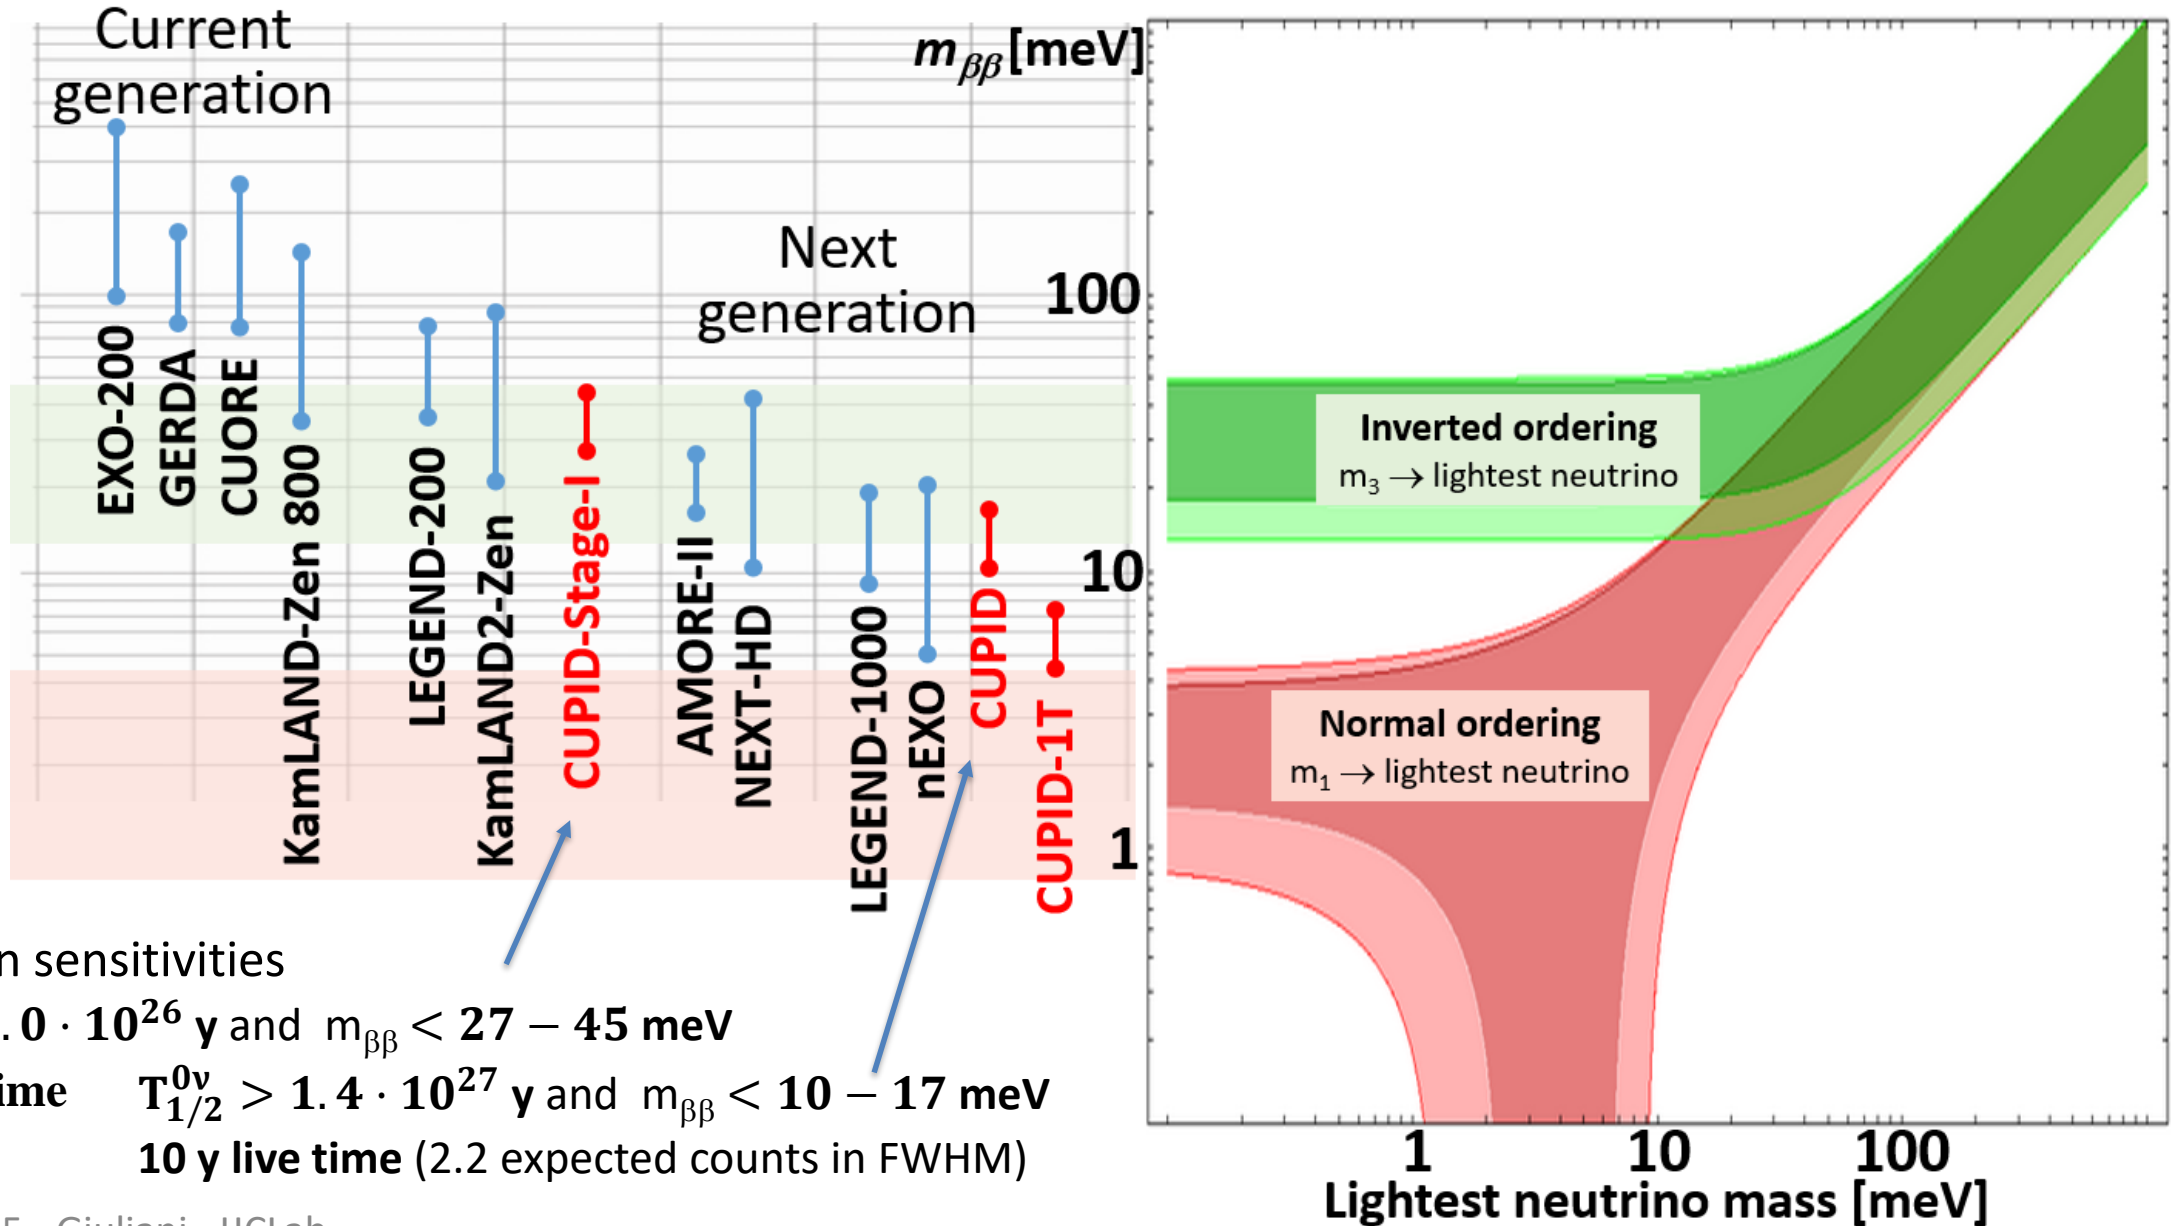 Current
generation
m_ββ [meV]
Next
generation
100
10
1
EXO-200
GERDA
CUORE
KamLAND-Zen 800
LEGEND-200
KamLAND2-Zen
CUPID-Stage-I
AMORE-II
NEXT-HD
LEGEND-1000
nEXO
CUPID
CUPID-1T
Inverted ordering
m₃ → lightest neutrino
Normal ordering
m₁ → lightest neutrino
1 10 100
Lightest neutrino mass [meV]
n sensitivities
.0 · 10²⁶ y and m_ββ < 27 – 45 meV
ime T_{1/2}^{0ν} > 1.4 · 10²⁷ y and m_ββ < 10 – 17 meV
10 y live time (2.2 expected counts in FWHM)